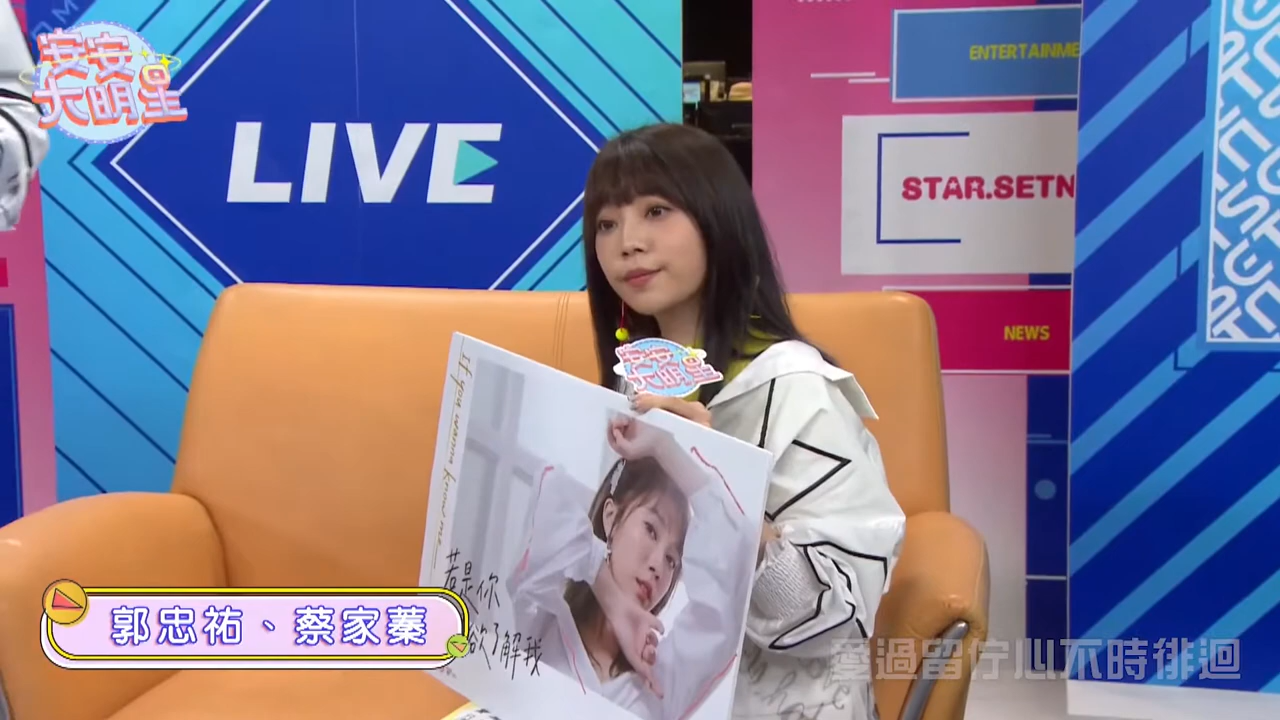 安安
大明星
LIVE
ENTERTAINME
STAR.SETN
NEWS
安安
大明星
If you wanna know me
若是你
欲了解我
郭忠祐、蔡家蓁
愛過留佇心不時徘迴